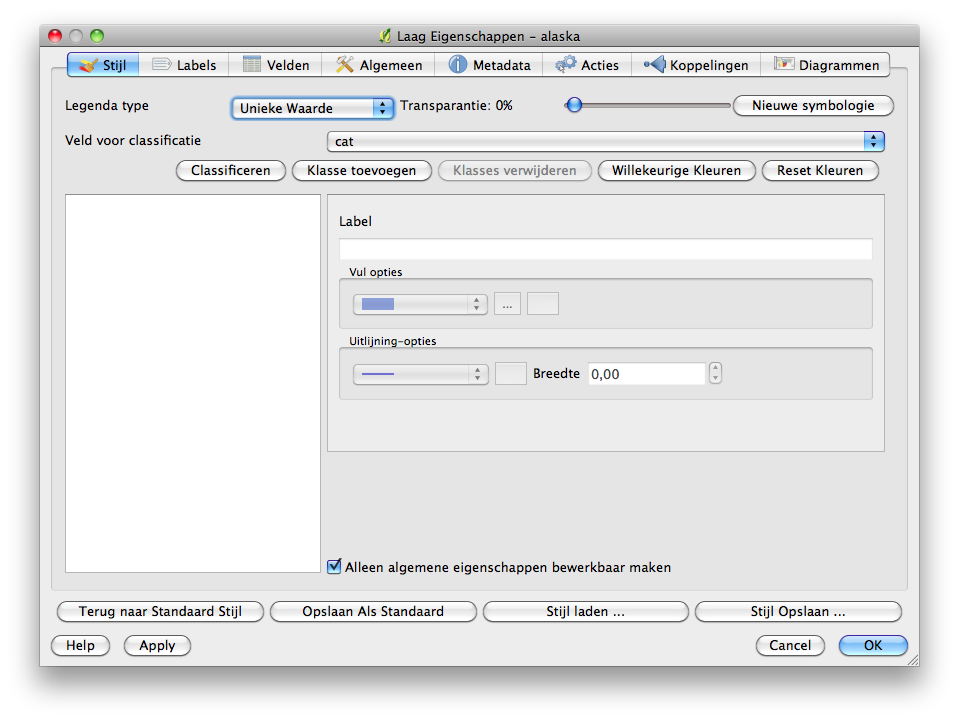 Laag Eigenschappen - alaska
Stijl Labels Velden Algemeen Metadata Acties Koppelingen Diagrammen
Legenda type Unieke Waarde Transparantie: 0% Nieuwe symbologie
Veld voor classificatie cat
Classificeren Klasse toevoegen Klasses verwijderen Willekeurige Kleuren Reset Kleuren
Label
Vul opties
...
Uitlijning-opties
Breedte 0,00
Alleen algemene eigenschappen bewerkbaar maken
Terug naar Standaard Stijl Opslaan Als Standaard Stijl laden ... Stijl Opslaan ...
Help Apply Cancel OK